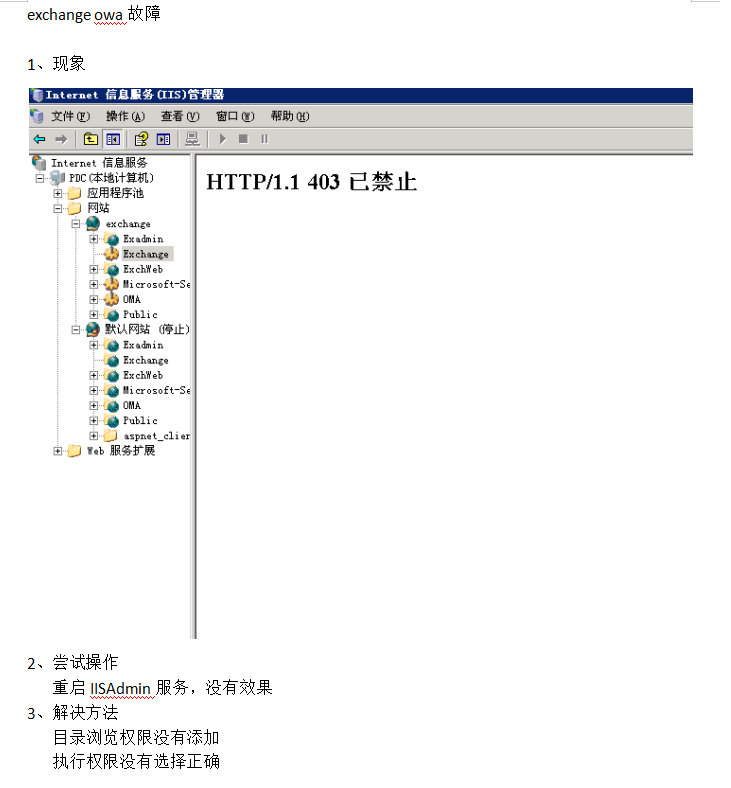 exchange owa 故障
1、现象
Internet 信息服务(IIS)管理器
文件(F) 操作(A) 查看(V) 窗口(W) 帮助(H)
Internet 信息服务
PDC(本地计算机)
应用程序池
网站
exchange
Exadmin
Exchange
ExchWeb
Microsoft-Se
OMA
Public
默认网站 (停止)
Exadmin
Exchange
ExchWeb
Microsoft-Se
OMA
Public
aspnet_clien
Web 服务扩展
HTTP/1.1 403 已禁止
2、尝试操作
重启 IISAdmin 服务，没有效果
3、解决方法
目录浏览权限没有添加
执行权限没有选择正确